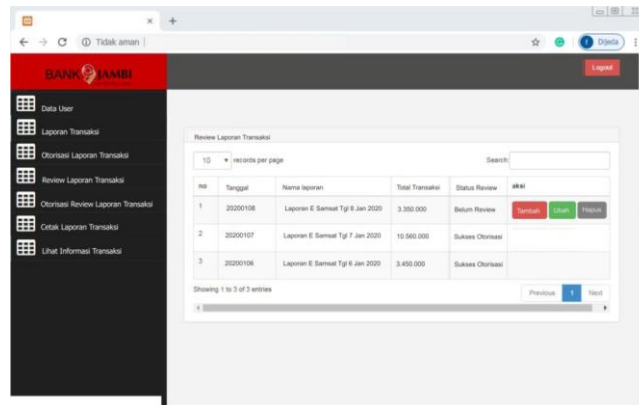 Tidak aman
Dijeda
BANK JAMBI
Logout
Data User
Laporan Transaksi
Otorisasi Laporan Transaksi
Review Laporan Transaksi
Otorisasi Review Laporan Transaksi
Cetak Laporan Transaksi
Lihat Informasi Transaksi
Review Laporan Transaksi
10 records per page Search:
no Tanggal Nama laporan Total Transaksi Status Review aksi
1 20200108 Laporan E Samsat Tgl 8 Jan 2020 3.350.000 Belum Review Tambah Ubah Hapus
2 20200107 Laporan E Samsat Tgl 7 Jan 2020 10.560.000 Sukses Otorisasi
3 20200106 Laporan E Samsat Tgl 6 Jan 2020 3.450.000 Sukses Otorisasi
Showing 1 to 3 of 3 entries Previous 1 Next